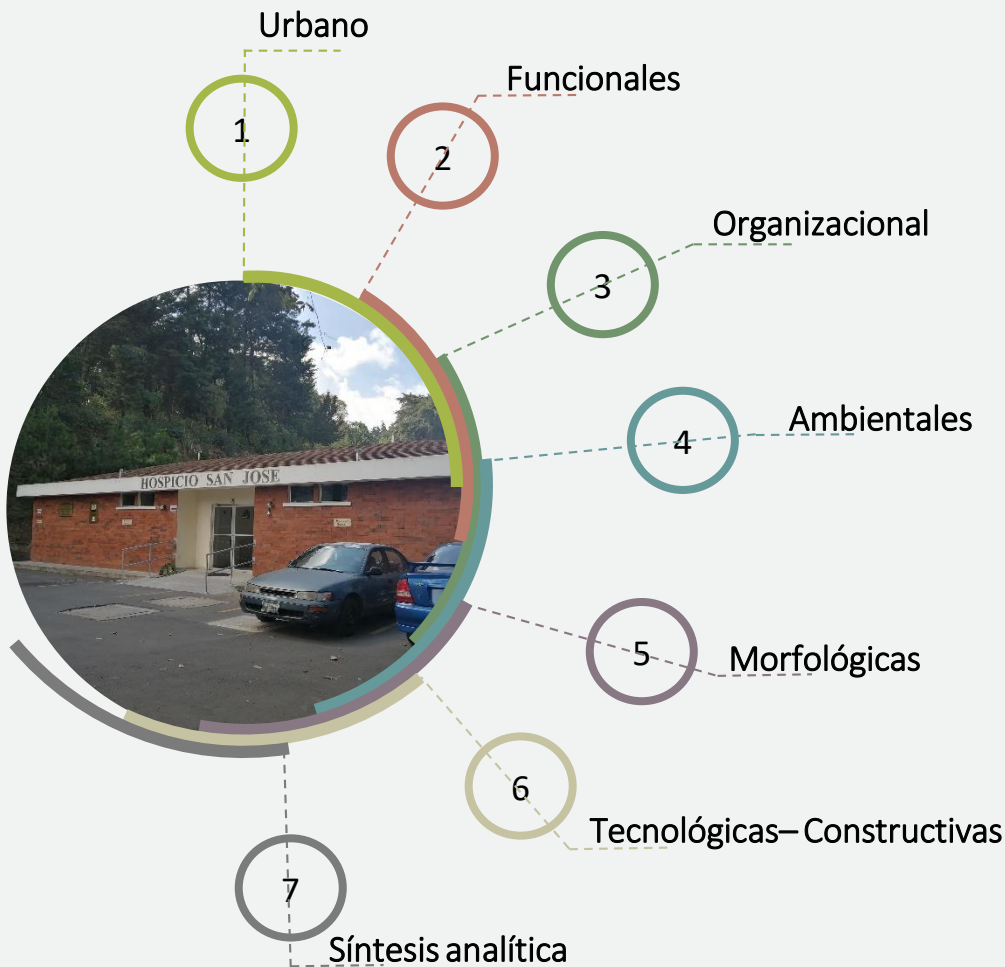 Urbano
1
Funcionales
2
Organizacional
3
Ambientales
4
HOSPICIO SAN JOSE
5
Morfológicas
6
Tecnológicas– Constructivas
7
Síntesis analítica